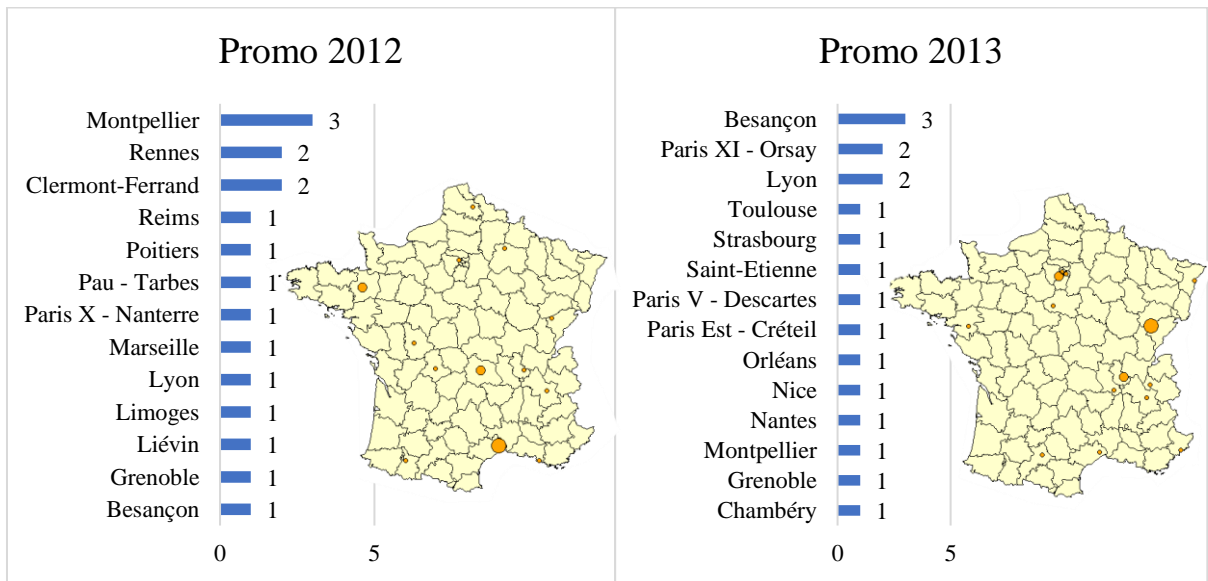 Promo 2012
Montpellier 3
Rennes 2
Clermont-Ferrand 2
Reims 1
Poitiers 1
Pau - Tarbes 1
Paris X - Nanterre 1
Marseille 1
Lyon 1
Limoges 1
Liévin 1
Grenoble 1
Besançon 1
0 5
Promo 2013
Besançon 3
Paris XI - Orsay 2
Lyon 2
Toulouse 1
Strasbourg 1
Saint-Etienne 1
Paris V - Descartes 1
Paris Est - Créteil 1
Orléans 1
Nice 1
Nantes 1
Montpellier 1
Grenoble 1
Chambéry 1
0 5